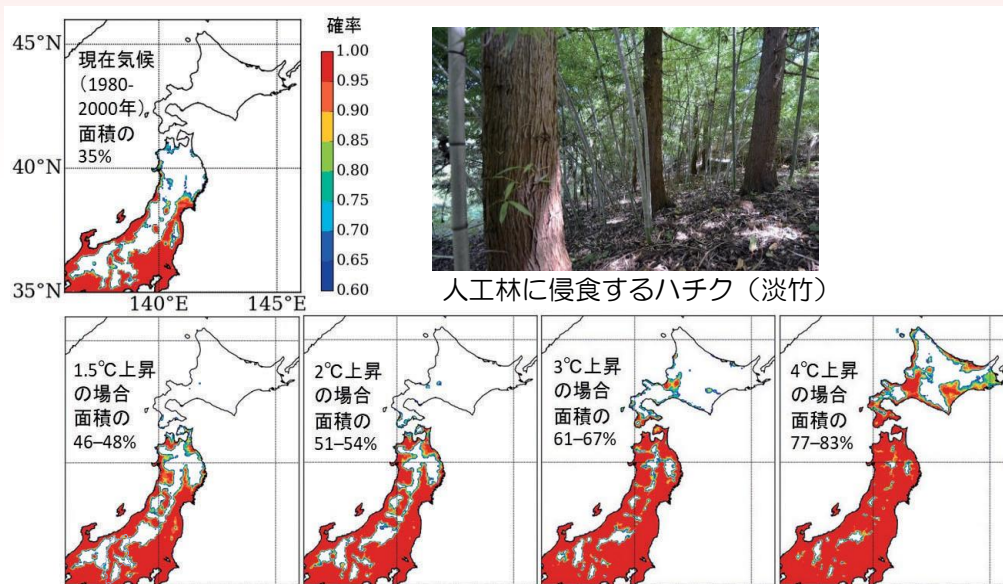 45°N
40°N
35°N
140°E
145°E
現在気候
(1980-
2000年)
面積の
35%
確率
1.00
0.95
0.90
0.85
0.80
0.75
0.70
0.65
0.60
人工林に侵食するハチク（淡竹）
1.5℃上昇
の場合
面積の
46–48%
2℃上昇
の場合
面積の
51–54%
3℃上昇
の場合
面積の
61–67%
4℃上昇
の場合
面積の
77–83%